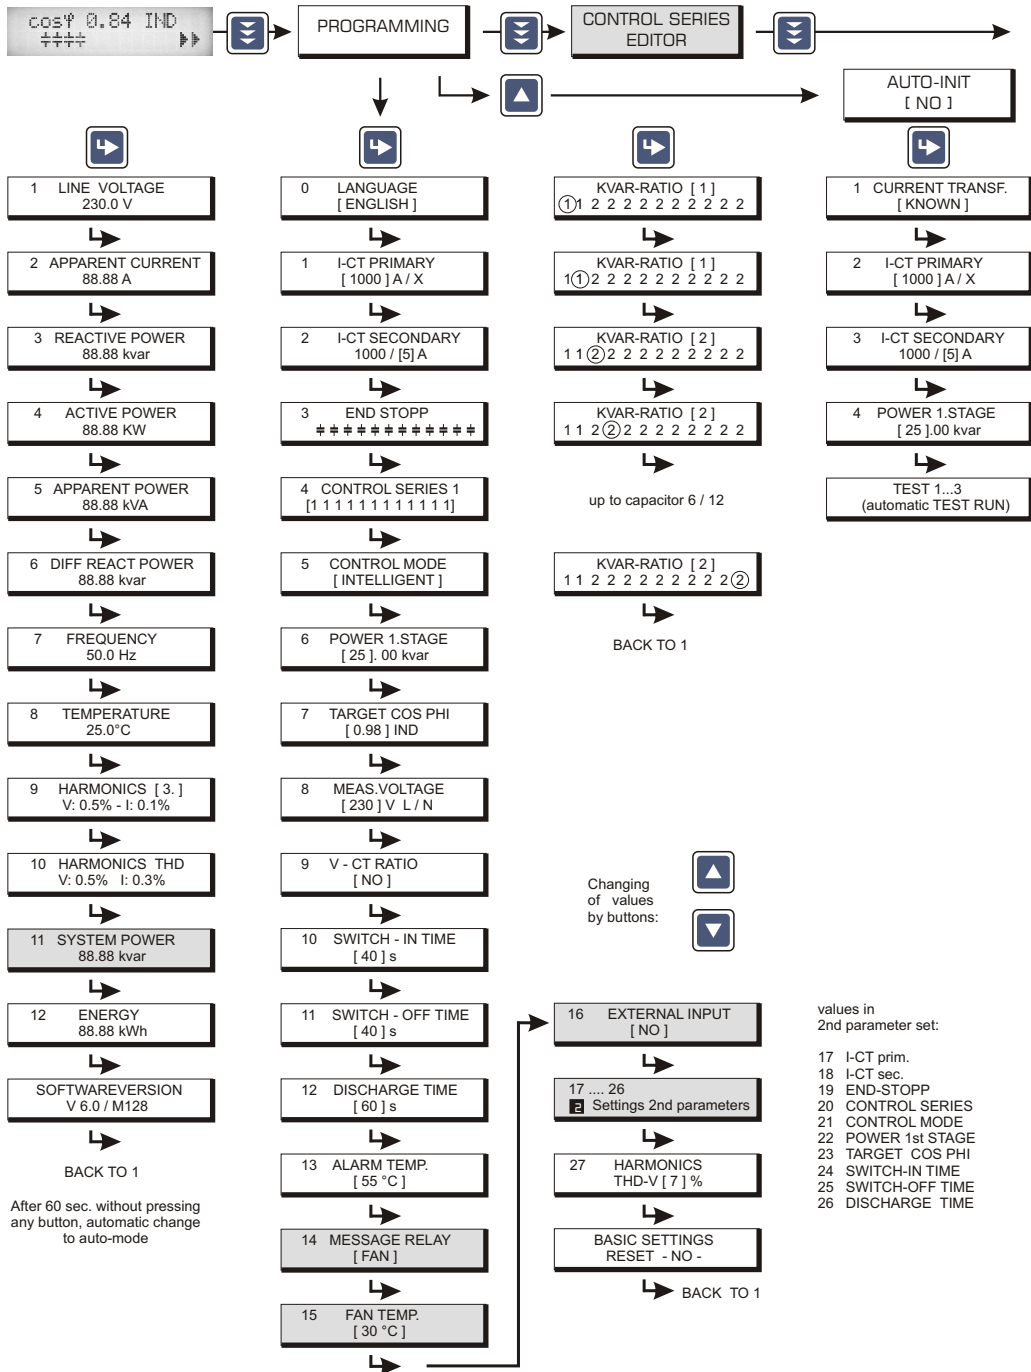 cosφ 0.84 IND
PROGRAMMING
CONTROL SERIES
EDITOR
AUTO-INIT
[ NO ]
1 LINE VOLTAGE
230.0 V
2 APPARENT CURRENT
88.88 A
3 REACTIVE POWER
88.88 kvar
4 ACTIVE POWER
88.88 KW
5 APPARENT POWER
88.88 kVA
6 DIFF REACT POWER
88.88 kvar
7 FREQUENCY
50.0 Hz
8 TEMPERATURE
25.0°C
9 HARMONICS [ 3. ]
V: 0.5% - I: 0.1%
10 HARMONICS THD
V: 0.5% I: 0.3%
11 SYSTEM POWER
88.88 kvar
12 ENERGY
88.88 kWh
SOFTWAREVERSION
V 6.0 / M128
BACK TO 1
After 60 sec. without pressing
any button, automatic change
to auto-mode
0 LANGUAGE
[ ENGLISH ]
1 I-CT PRIMARY
[ 1000 ] A / X
2 I-CT SECONDARY
1000 / [5] A
3 END STOPP
4 CONTROL SERIES 1
[1 1 1 1 1 1 1 1 1 1 1 1]
5 CONTROL MODE
[ INTELLIGENT ]
6 POWER 1.STAGE
[ 25 ]. 00 kvar
7 TARGET COS PHI
[ 0.98 ] IND
8 MEAS.VOLTAGE
[ 230 ] V L / N
9 V - CT RATIO
[ NO ]
10 SWITCH - IN TIME
[ 40 ] s
11 SWITCH - OFF TIME
[ 40 ] s
12 DISCHARGE TIME
[ 60 ] s
13 ALARM TEMP.
[ 55 °C ]
14 MESSAGE RELAY
[ FAN ]
15 FAN TEMP.
[ 30 °C ]
KVAR-RATIO [ 1 ]
1 1 2 2 2 2 2 2 2 2 2 2
KVAR-RATIO [ 1 ]
1 1 2 2 2 2 2 2 2 2 2 2
KVAR-RATIO [ 2 ]
1 1 2 2 2 2 2 2 2 2 2 2
KVAR-RATIO [ 2 ]
1 1 2 2 2 2 2 2 2 2 2 2
up to capacitor 6 / 12
KVAR-RATIO [ 2 ]
1 1 2 2 2 2 2 2 2 2 2 2
BACK TO 1
Changing
of values
by buttons:
16 EXTERNAL INPUT
[ NO ]
17 .... 26
2 Settings 2nd parameters
27 HARMONICS
THD-V [ 7 ] %
BASIC SETTINGS
RESET - NO -
BACK TO 1
1 CURRENT TRANSF.
[ KNOWN ]
2 I-CT PRIMARY
[ 1000 ] A / X
3 I-CT SECONDARY
1000 / [5] A
4 POWER 1.STAGE
[ 25 ].00 kvar
TEST 1...3
(automatic TEST RUN)
values in
2nd parameter set:
17 I-CT prim.
18 I-CT sec.
19 END-STOPP
20 CONTROL SERIES
21 CONTROL MODE
22 POWER 1st STAGE
23 TARGET COS PHI
24 SWITCH-IN TIME
25 SWITCH-OFF TIME
26 DISCHARGE TIME